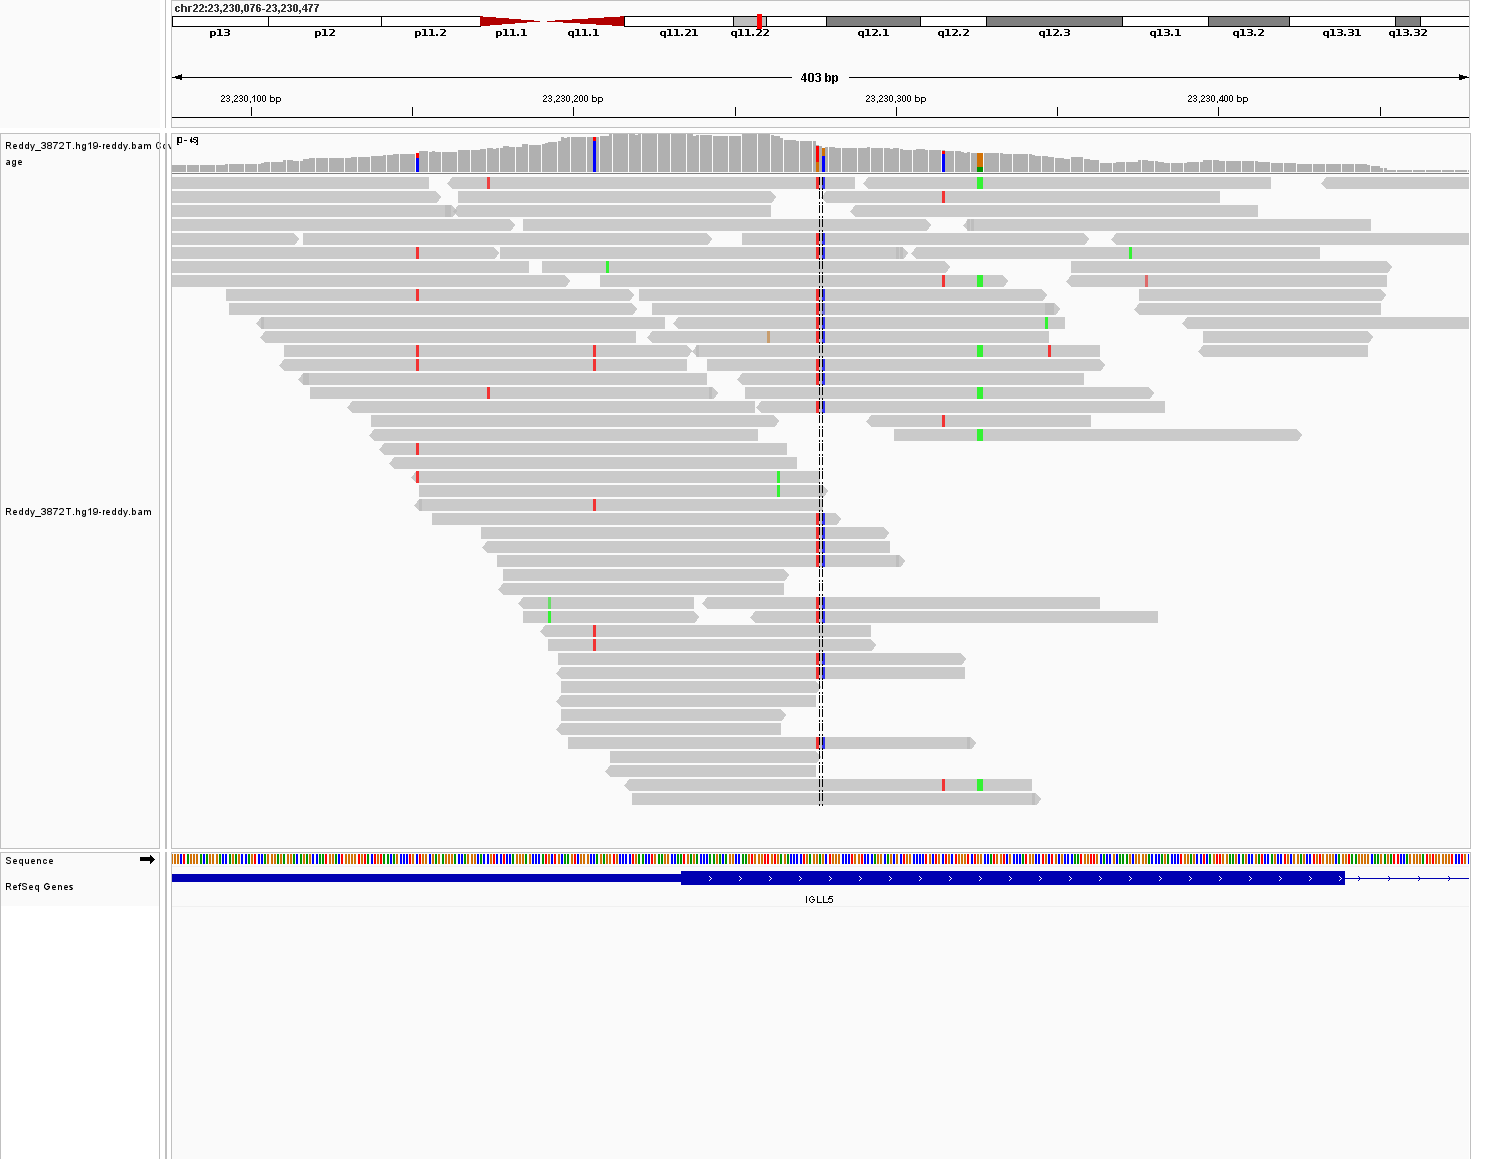 chr22:23,230,076-23,230,477
p13 p12 p11.2 p11.1 q11.1 q11.21 q11.22 q12.1 q12.2 q12.3 q13.1 q13.2 q13.31 q13.32
403 bp
23,230,100 bp 23,230,200 bp 23,230,300 bp 23,230,400 bp
Reddy_3872T.hg19-reddy.bam Cov
age
Reddy_3872T.hg19-reddy.bam
Sequence
RefSeq Genes
IGLL5